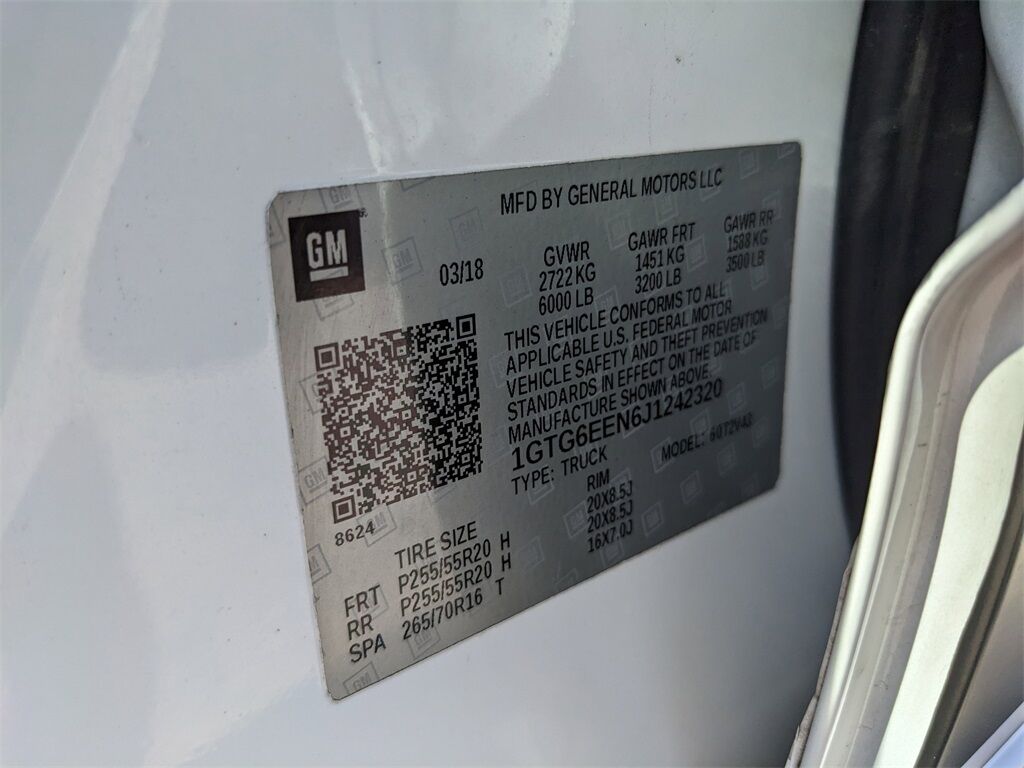 GM
MFD BY GENERAL MOTORS LLC
03/18
GVWR GAWR FRT GAWR RR
2722 KG 1451 KG 1588 KG
6000 LB 3200 LB 3500 LB
THIS VEHICLE CONFORMS TO ALL
APPLICABLE U.S. FEDERAL MOTOR
VEHICLE SAFETY AND THEFT PREVENTION
STANDARDS IN EFFECT ON THE DATE OF
MANUFACTURE SHOWN ABOVE.
1GTG6EEN6J1242320
TYPE: TRUCK MODEL: 6QT2V43
8624
TIRE SIZE RIM
FRT P255/55R20 H 20X8.5J
RR P255/55R20 H 20X8.5J
SPA 265/70R16 T 16X7.0J